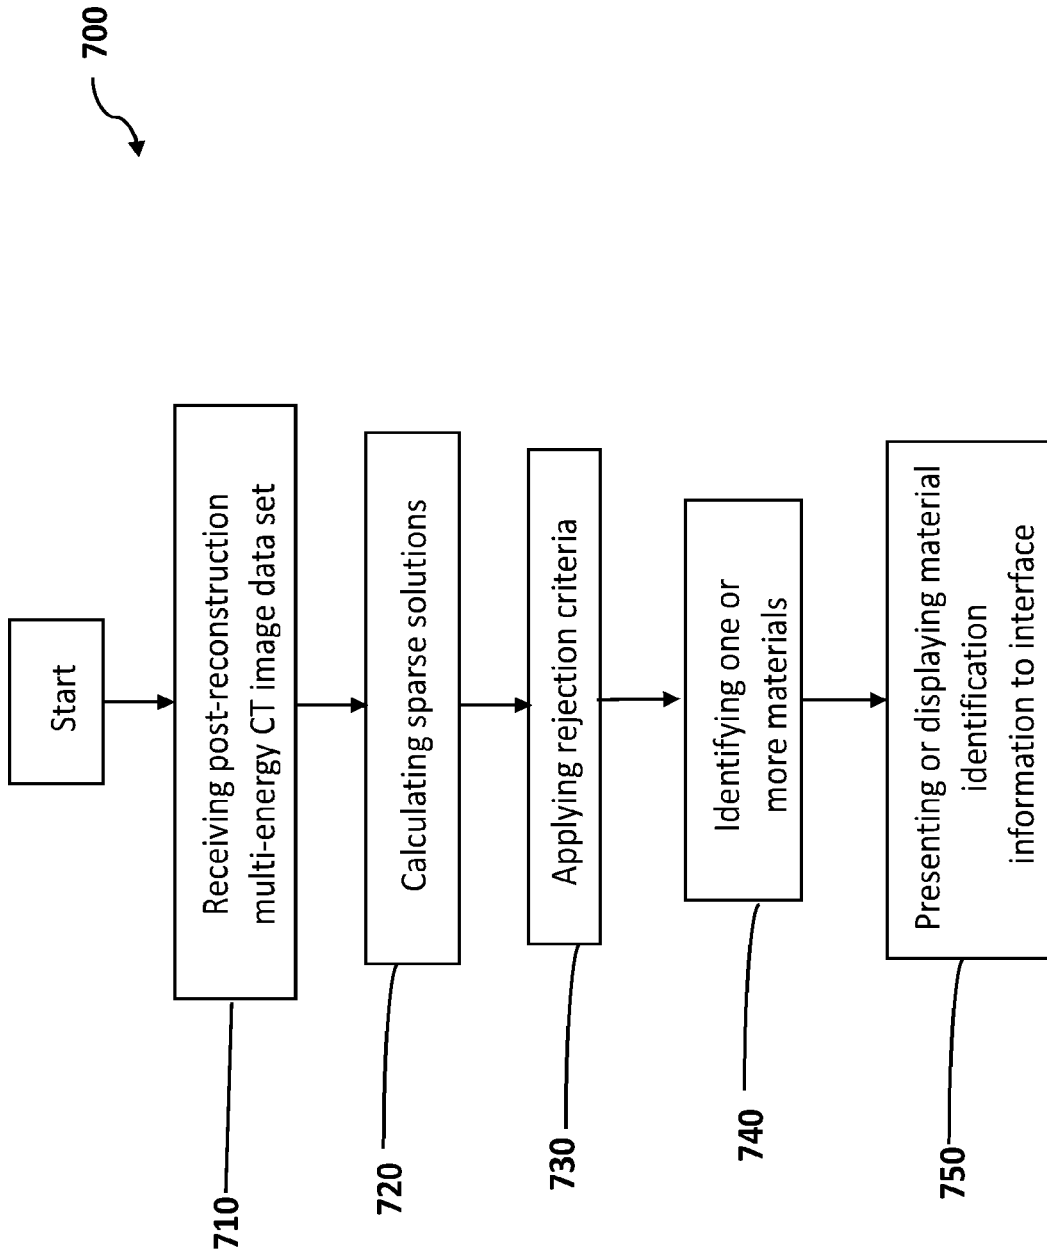 700
Start
Receiving post-reconstruction
multi-energy CT image data set
710
Calculating sparse solutions
720
Applying rejection criteria
730
Identifying one or
more materials
740
Presenting or displaying material
identification
information to interface
750